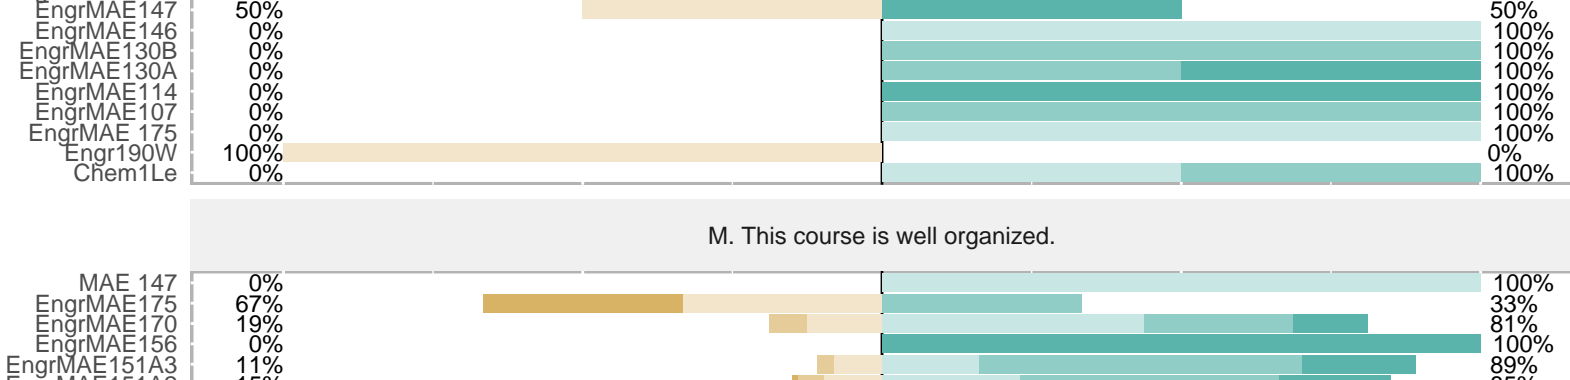 EngrMAE147 50% 50%
EngrMAE146 0% 100%
EngrMAE130B 0% 100%
EngrMAE130A 0% 100%
EngrMAE114 0% 100%
EngrMAE107 0% 100%
EngrMAE 175 0% 100%
Engr190W 100% 0%
Chem1Le 0% 100%
M. This course is well organized.
MAE 147 0% 100%
EngrMAE175 67% 33%
EngrMAE170 19% 81%
EngrMAE156 0% 100%
EngrMAE151A3 11% 89%